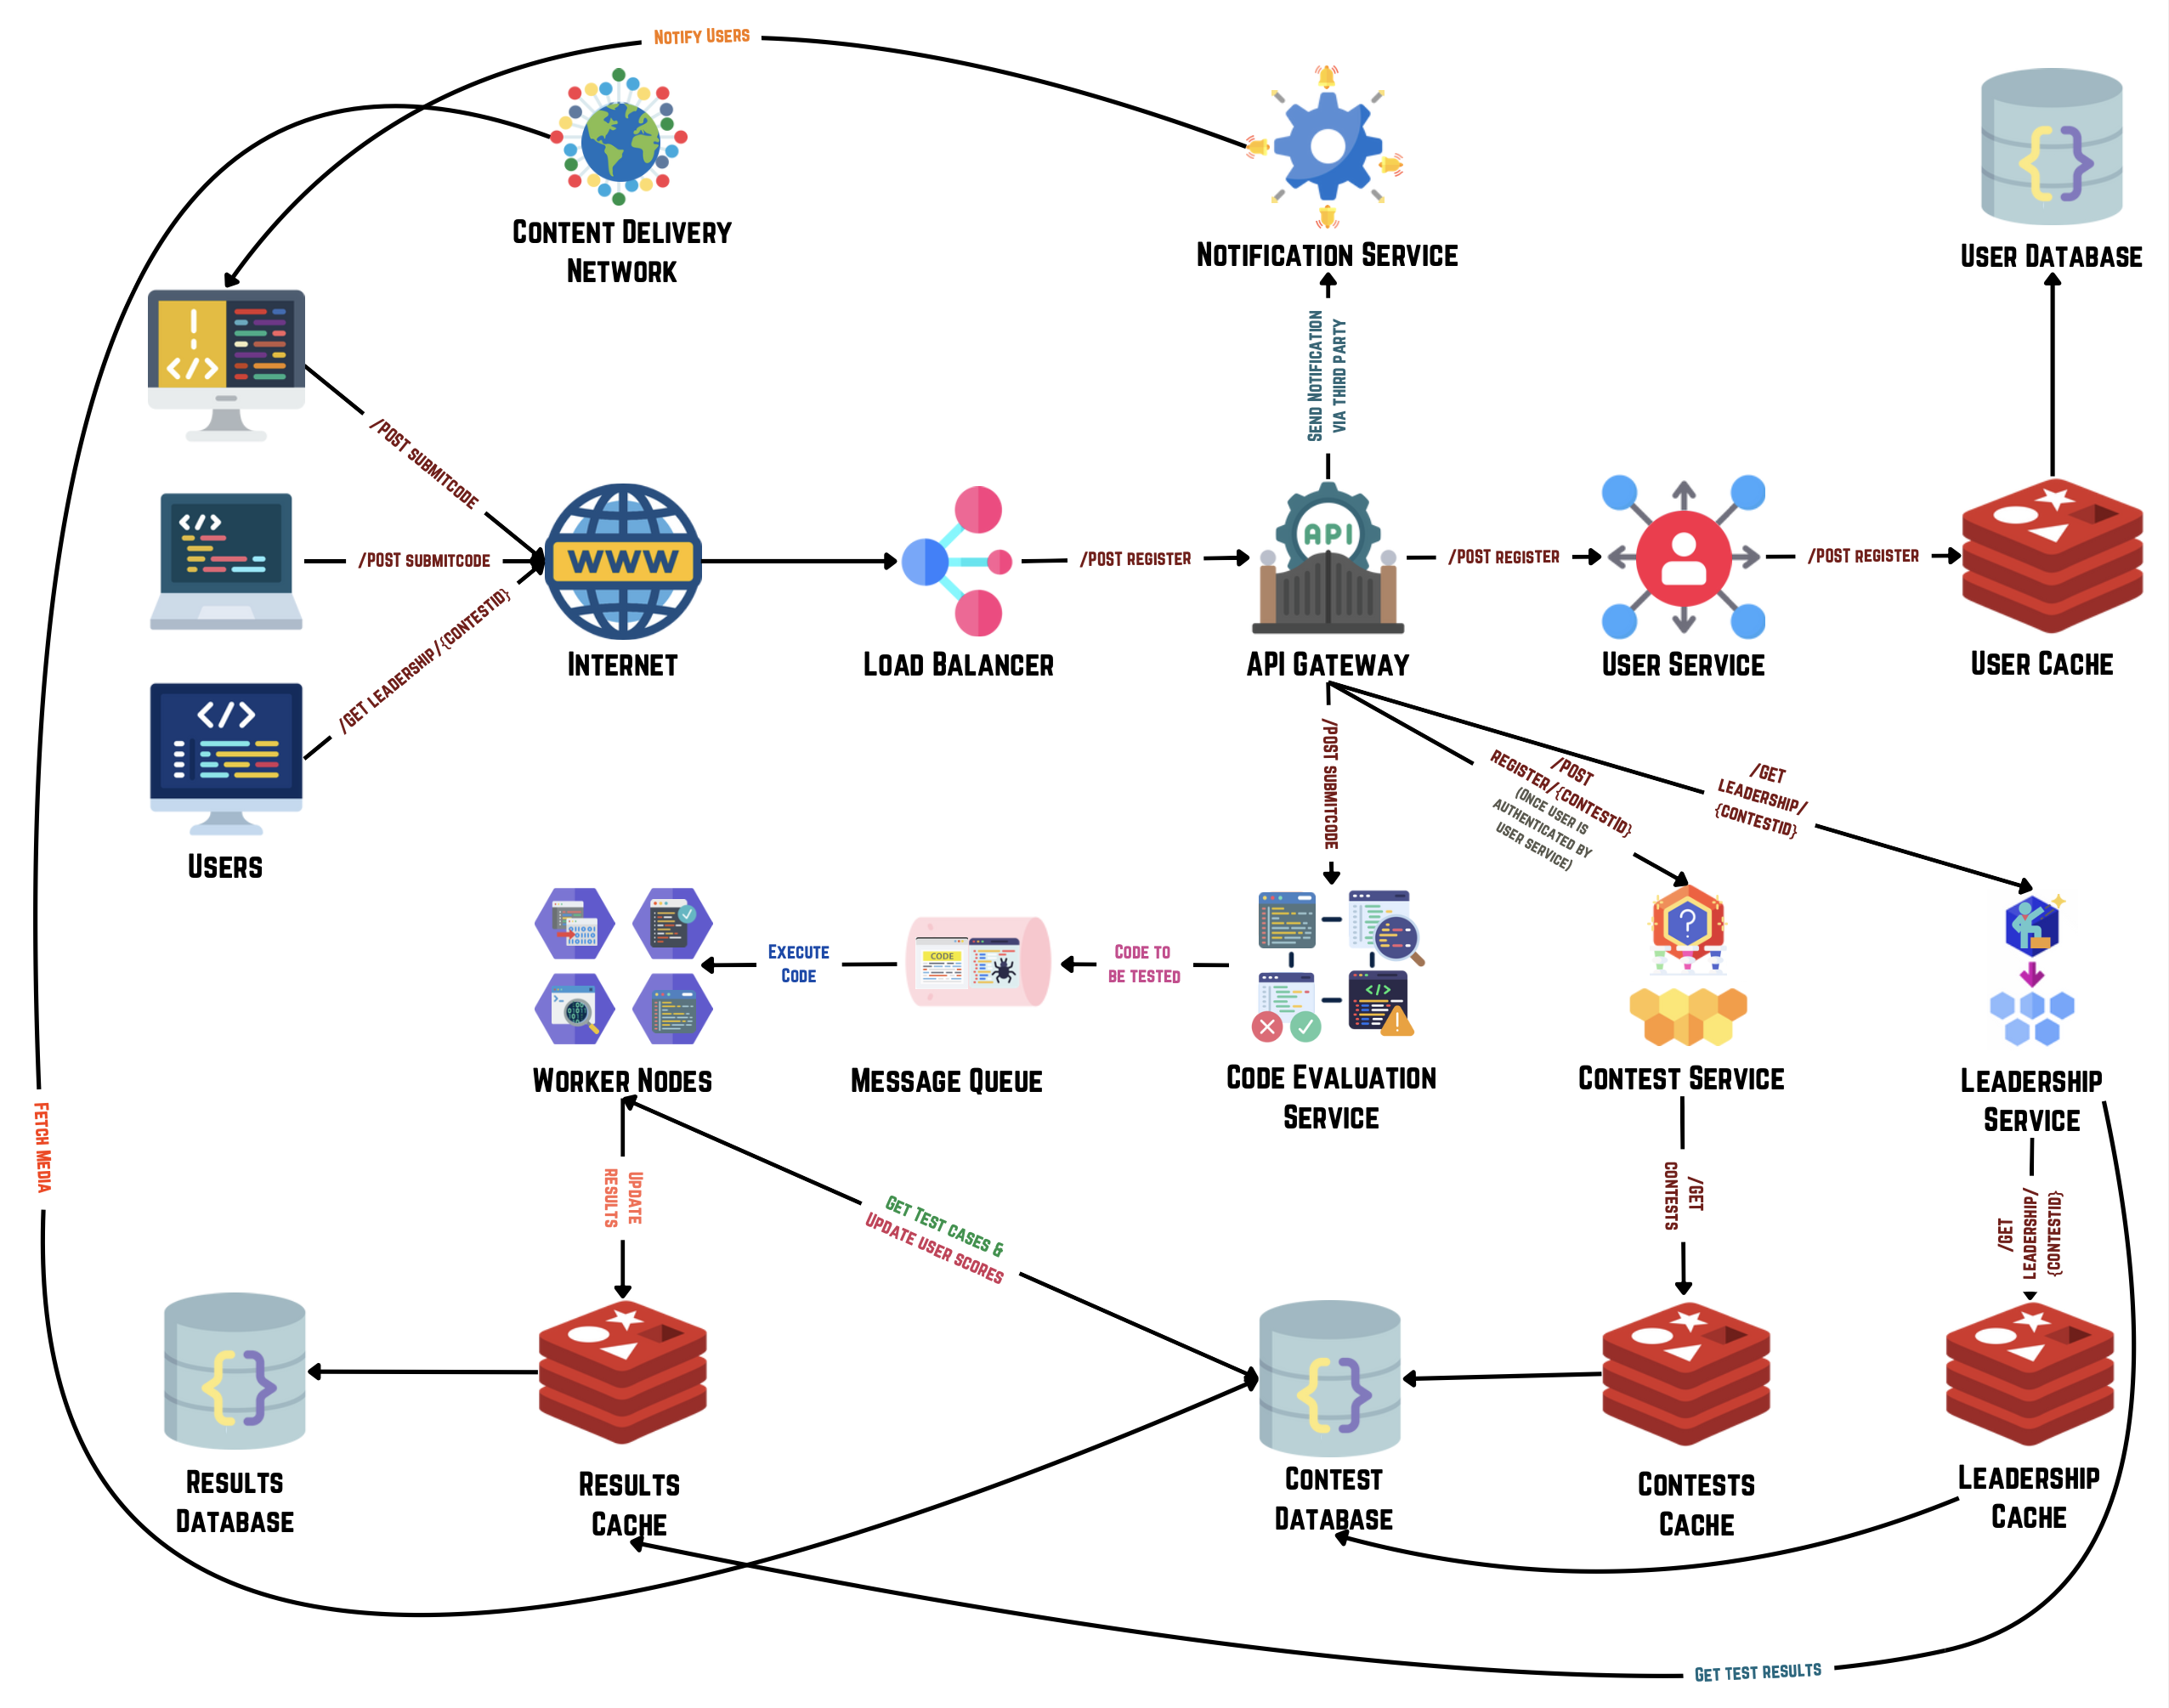 Notify Users
Content Delivery
Network
Notification Service
User Database
Send Notification
via third party
/Post submitcode
/Post submitcode
/Get leadership/{contestid}
www
API
/Post register
/Post register
/Post register
Internet
Load Balancer
API Gateway
User Service
User Cache
Users
/Post submitcode
/Post
register/{contestid}
(Once user is
authenticated by
user service)
/Get
leadership/
{contestid}
Execute
Code
CODE
Code to
be tested
Worker Nodes
Message Queue
Code Evaluation
Service
Contest Service
Leadership
Service
Fetch Media
Update
results
Get Test cases &
Update user scores
/Get
contests
/Get
leadership/
{contestid}
Results
Database
Results
Cache
Contest
Database
Contests
Cache
Leadership
Cache
Get test results